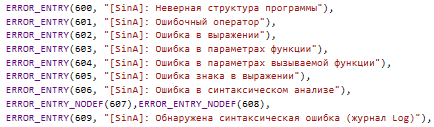 ERROR_ENTRY(600, "[SinA]: Неверная структура программы"),
ERROR_ENTRY(601, "[SinA]: Ошибочный оператор"),
ERROR_ENTRY(602, "[SinA]: Ошибка в выражении"),
ERROR_ENTRY(603, "[SinA]: Ошибка в параметрах функции"),
ERROR_ENTRY(604, "[SinA]: Ошибка в параметрах вызываемой функции"),
ERROR_ENTRY(605, "[SinA]: Ошибка знака в выражении"),
ERROR_ENTRY(606, "[SinA]: Ошибка в синтаксическом анализе"),
ERROR_ENTRY_NODEF(607),ERROR_ENTRY_NODEF(608),
ERROR_ENTRY(609, "[SinA]: Обнаружена синтаксическая ошибка (журнал Log)"),